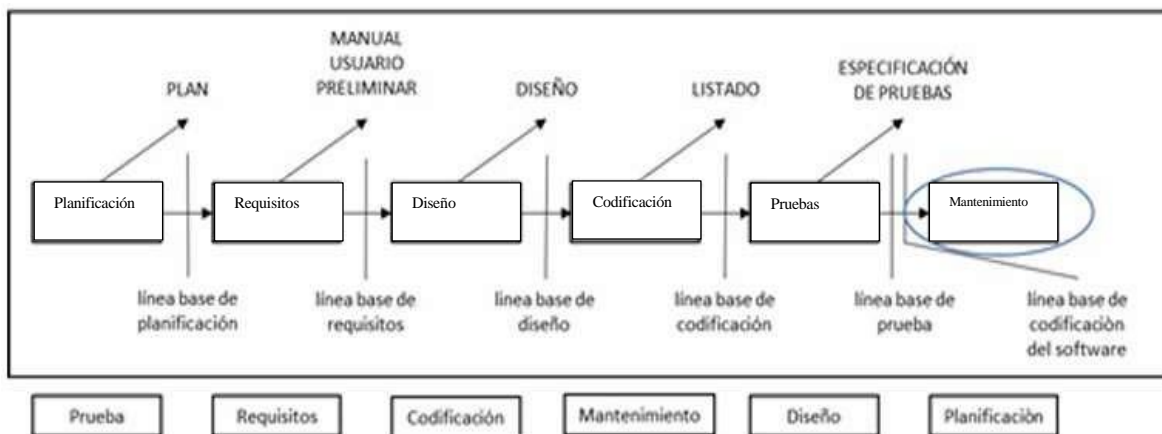 PLAN
MANUAL
USUARIO
PRELIMINAR
DISEÑO
LISTADO
ESPECIFICACIÓN
DE PRUEBAS
Planificación
Requisitos
Diseño
Codificación
Pruebas
Mantenimiento
línea base de
planificación
línea base de
requisitos
línea base de
diseño
línea base de
codificación
línea base de
prueba
línea base de
codificaciòn
del software
Prueba
Requisitos
Codificación
Mantenimiento
Diseño
Planificaciòn